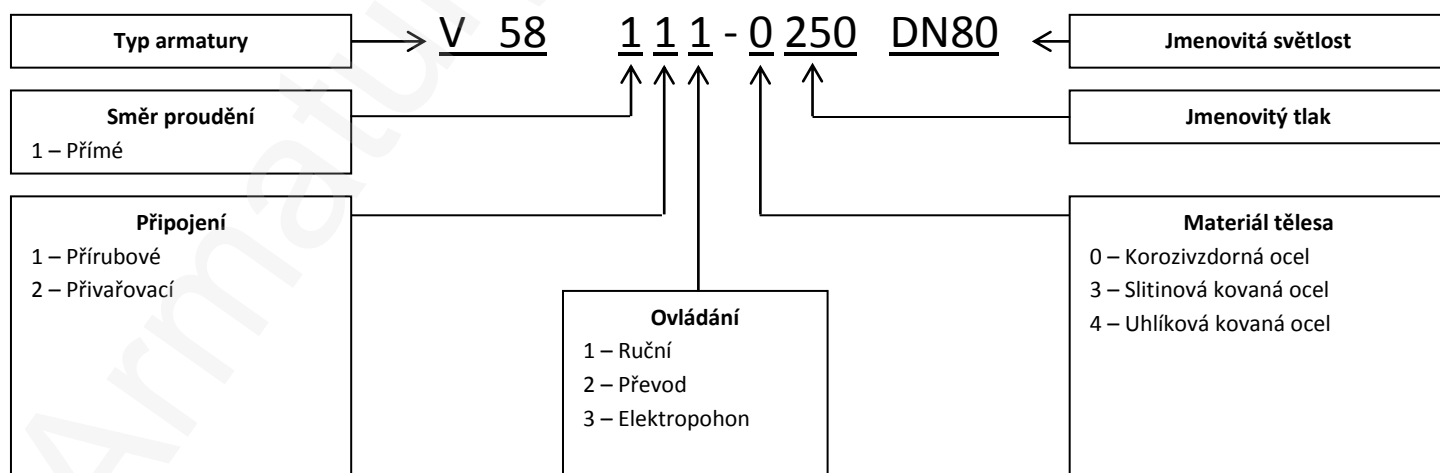 Typ armatury
V 58 1 1 1 - 0 250 DN80
Jmenovitá světlost
Směr proudění
1 – Přímé
Jmenovitý tlak
Připojení
1 – Přírubové
2 – Přivařovací
Ovládání
1 – Ruční
2 – Převod
3 – Elektropohon
Materiál tělesa
0 – Korozivzdorná ocel
3 – Slitinová kovaná ocel
4 – Uhlíková kovaná ocel
Armatur